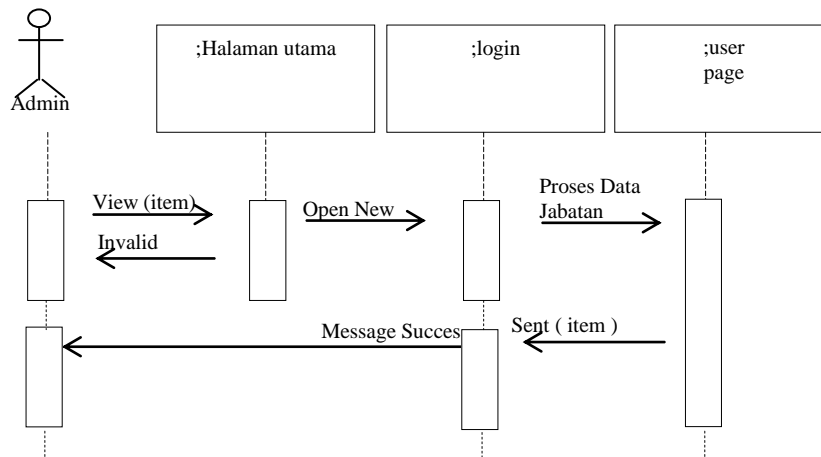 ;Halaman utama
;login
;user
page
Admin
View (item)
Open New
Proses Data
Jabatan
Invalid
Message Succes
Sent ( item )